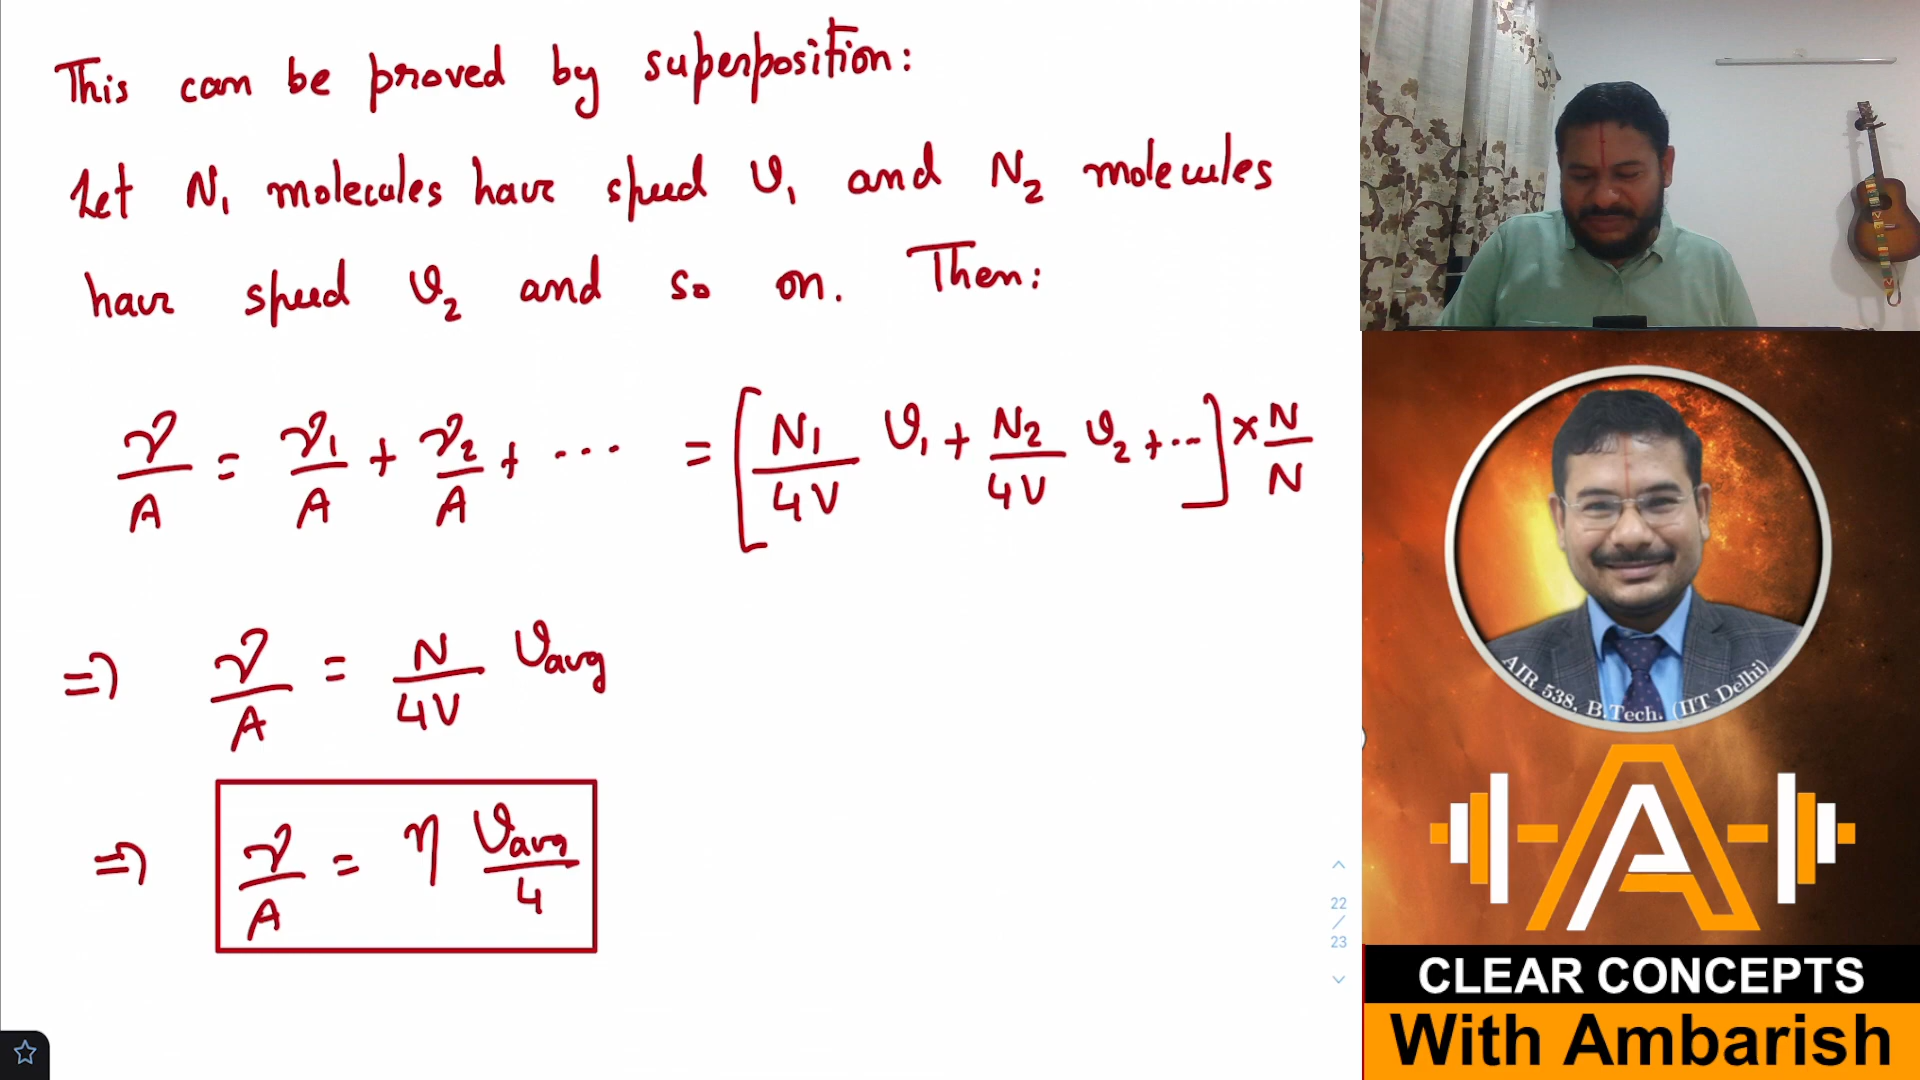 This can be proved by superposition:
Let N₁ molecules have speed v₁ and N₂ molecules
have speed v₂ and so on. Then:
ν/A = ν₁/A + ν₂/A + ... = [N₁/4V v₁ + N₂/4V v₂ + ...] × N/N
⇒ ν/A = N/4V v_avg
⇒ ν/A = η v_avg/4
22
/
23
AIR 538, B.Tech. (IIT Delhi)
A
CLEAR CONCEPTS
With Ambarish